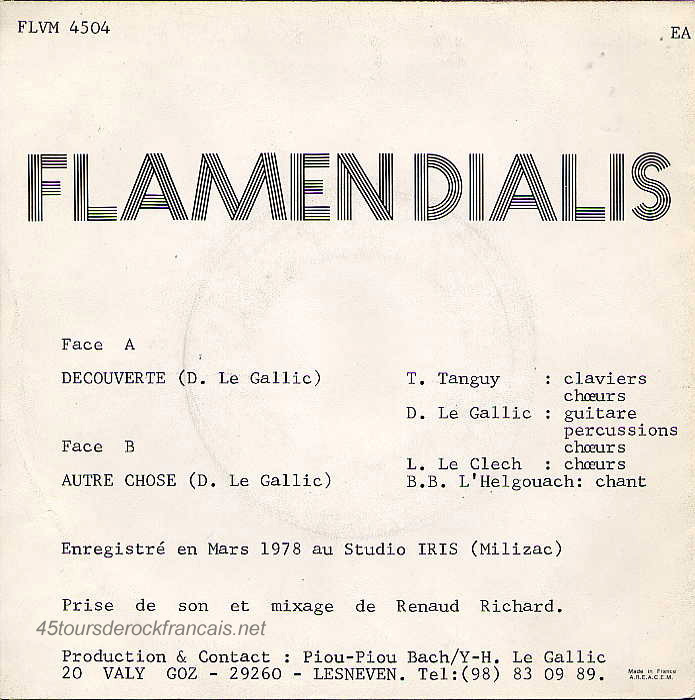 FLVM 4504
EA
FLAMEN DIALIS
Face A
DECOUVERTE (D. Le Gallic)
Face B
AUTRE CHOSE (D. Le Gallic)
T. Tanguy : claviers
chœurs
D. Le Gallic : guitare
percussions
chœurs
L. Le Clech : chœurs
B.B. L'Helgouach: chant
Enregistré en Mars 1978 au Studio IRIS (Milizac)
Prise de son et mixage de Renaud Richard.
45toursderockfrancais.net
Production & Contact : Piou-Piou Bach/Y-H. Le Gallic
20 VALY GOZ - 29260 - LESNEVEN. Tel:(98) 83 09 89.
Made in France
A.R.E.A.C.E.M.